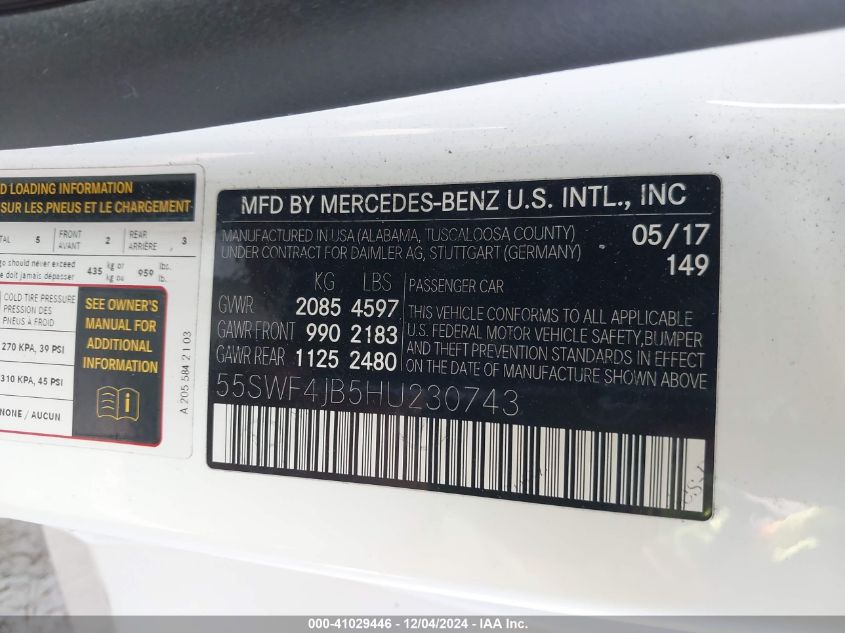 D LOADING INFORMATION
SUR LES PNEUS ET LE CHARGEMENT
TAL 5 FRONT AVANT 2 REAR ARRIÈRE 3
go should never exceed
ne doit jamais dépasser 435 kg or kg ou 959 lbs. lb.
COLD TIRE PRESSURE
PRESSION DES
PNEUS À FROID
270 KPA, 39 PSI
310 KPA, 45 PSI
NONE / AUCUN
SEE OWNER'S
MANUAL FOR
ADDITIONAL
INFORMATION
A 205 584 21 03
MFD BY MERCEDES-BENZ U.S. INTL., INC
MANUFACTURED IN USA (ALABAMA, TUSCALOOSA COUNTY)
UNDER CONTRACT FOR DAIMLER AG, STUTTGART (GERMANY)
05/17
149
KG LBS
GVWR 2085 4597
GAWR FRONT 990 2183
GAWR REAR 1125 2480
PASSENGER CAR
THIS VEHICLE CONFORMS TO ALL APPLICABLE
U.S. FEDERAL MOTOR VEHICLE SAFETY, BUMPER
AND THEFT PREVENTION STANDARDS IN EFFECT
ON THE DATE OF MANUFACTURE SHOWN ABOVE
55SWF4JB5HU230743
000-41029446 - 12/04/2024 - IAA Inc.